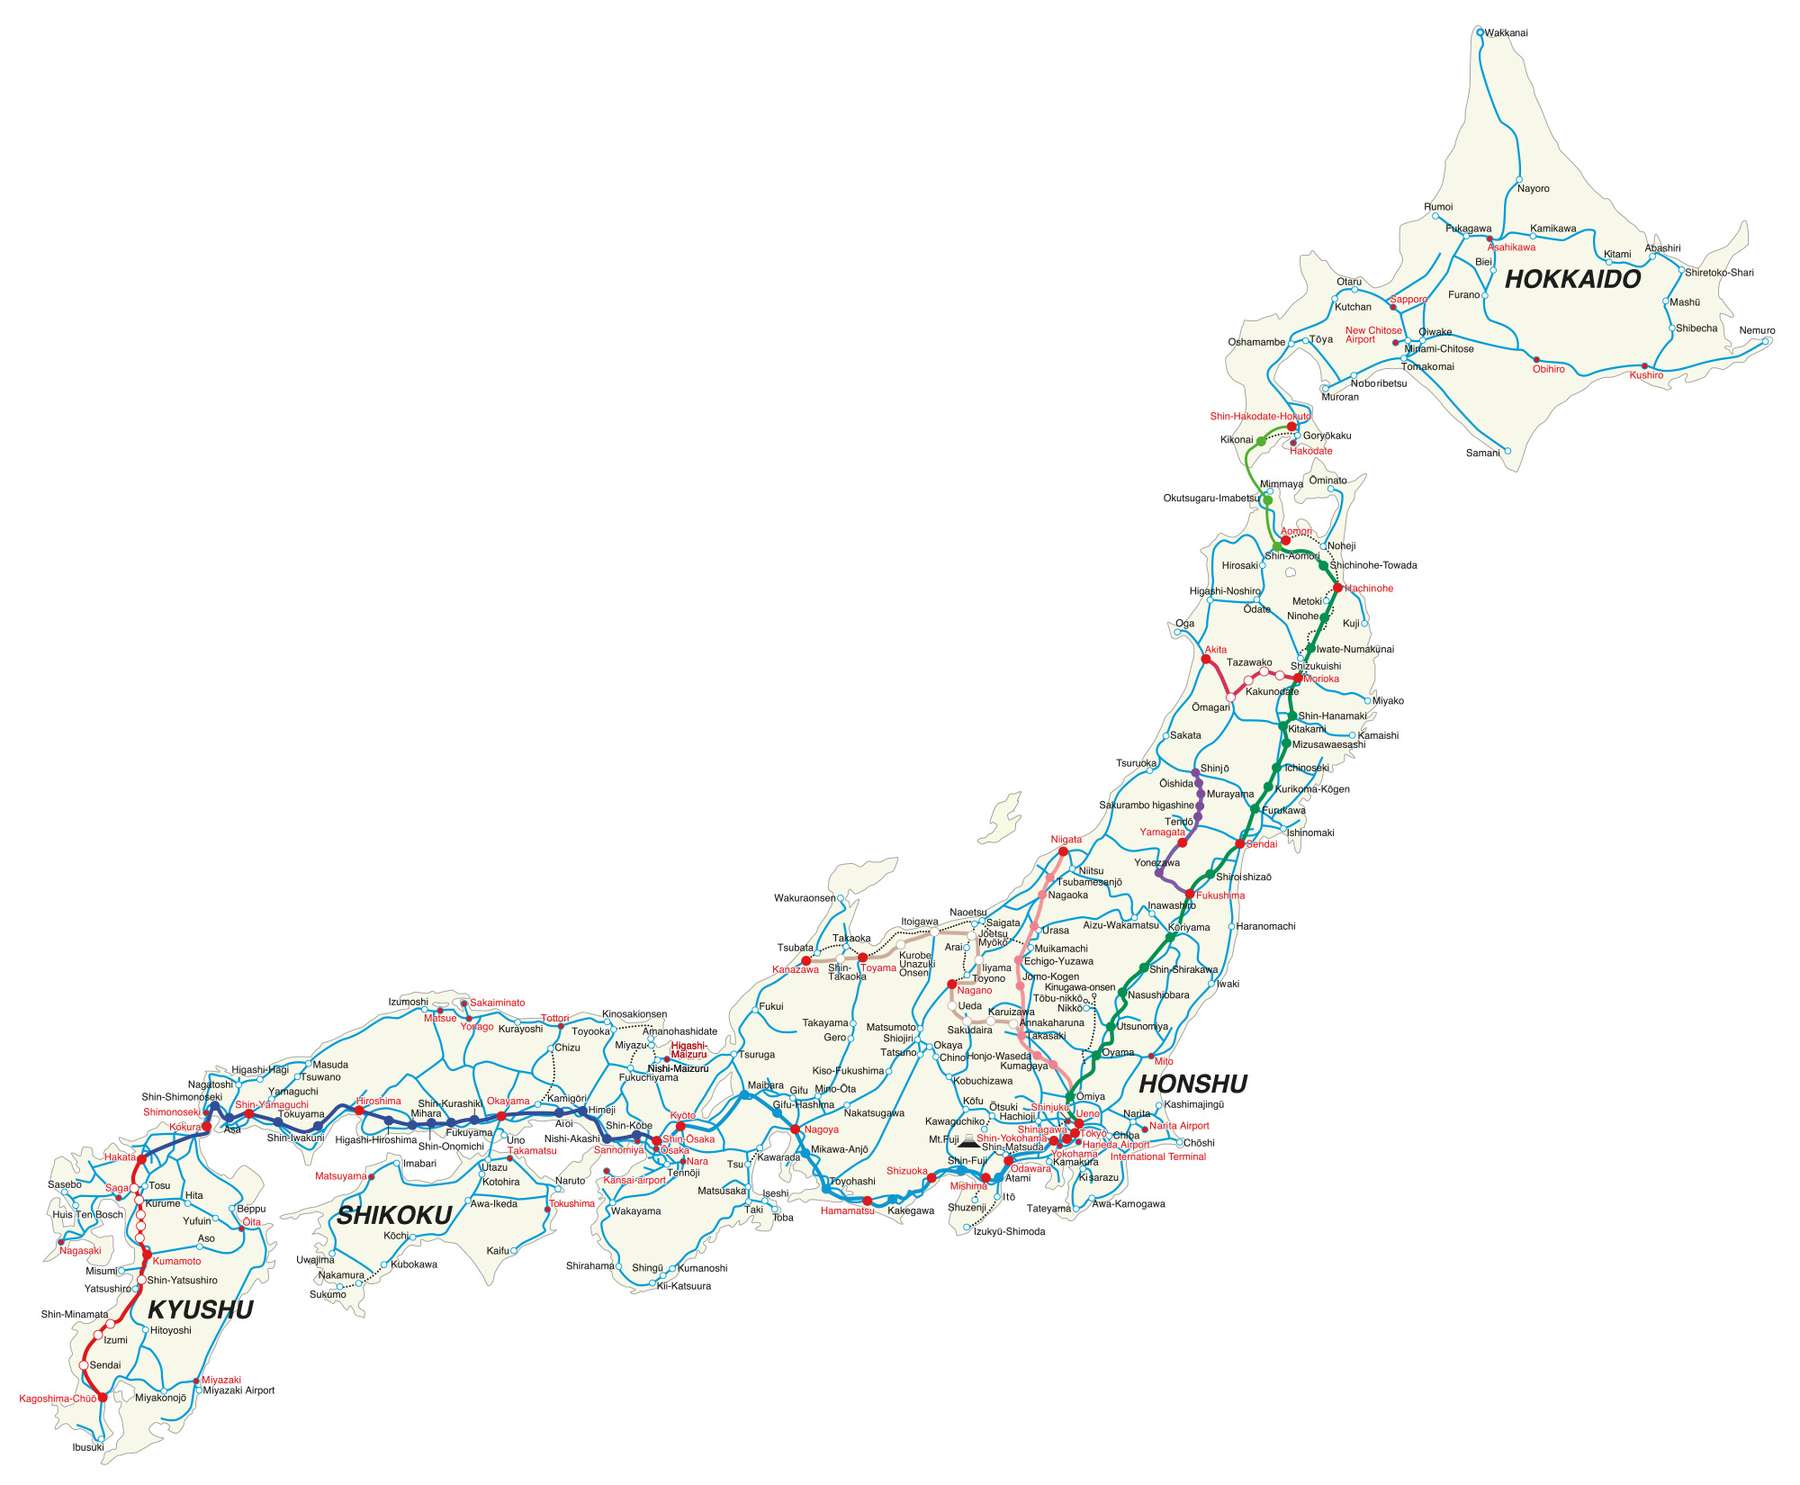 Wakkanai
Nayoro
Rumoi
Fukagawa
Kamikawa
Asahikawa
Kitami
Abashiri
Biei
HOKKAIDO
Shiretoko-Shari
Otaru
Furano
Sapporo
Kutchan
Mashū
New Chitose
Airport
Oiwake
Shibecha
Nemuro
Oshamambe
Tōya
Minami-Chitose
Tomakomai
Obihiro
Kushiro
Noboribetsu
Muroran
Shin-Hakodate-Hokuto
Goryōkaku
Kikonai
Hakodate
Samani
Mimmaya
Ōminato
Okutsugaru-Imabetsu
Aomori
Noheji
Shin-Aomori
Hirosaki
Shichinohe-Towada
Higashi-Noshiro
Hachinohe
Metoki
Ōdate
Ninohe
Kuji
Oga
Akita
Iwate-Numakunai
Tazawako
Shizukuishi
Morioka
Kakunodate
Ōmagari
Miyako
Shin-Hanamaki
Kitakami
Kamaishi
Sakata
Mizusawaesashi
Tsuruoka
Shinjō
Ichinoseki
Ōishida
Murayama
Kurikoma-Kōgen
Sakurambo higashine
Furukawa
Tendō
Yamagata
Ishinomaki
Niigata
Sendai
Yonezawa
Niitsu
Shiroishizaō
Tsubamesanjō
Nagaoka
Fukushima
Wakuraonsen
Inawashiro
Naoetsu
Itoigawa
Saigata
Aizu-Wakamatsu
Haranomachi
Urasa
Jōetsu
Myōkō
Koriyama
Takaoka
Tsubata
Arai
Muikamachi
Kurobe
Unazuki
Onsen
Echigo-Yuzawa
Kanazawa
Shin-
Takaoka
Toyama
Iiyama
Toyono
Shin-Shirakawa
Jomo-Kogen
Iwaki
Nagano
Kinugawa-onsen
Tōbu-nikkō
Nikkō
Nasushiobara
Izumoshi
Sakaiminato
Matsue
Yonago
Kurayoshi
Tottori
Kinosakionsen
Toyooka
Amanohashidate
Miyazu
Higashi-
Maizuru
Nishi-Maizuru
Fukuchiyama
Fukui
Ueda
Karuizawa
Sakudaira
Annakaharuna
Takasaki
Utsunomiya
Takayama
Gero
Matsumoto
Shiojiri
Okaya
Chino
Tatsuno
Honjo-Waseda
Kumagaya
Oyama
Mito
Chizu
Tsuruga
Kiso-Fukushima
Kobuchizawa
HONSHU
Masuda
Tsuwano
Higashi-Hagi
Nagatoshi
Yamaguchi
Shin-Shimonoseki
Shin-Yamaguchi
Shimonoseki
Tokuyama
Hiroshima
Shin-Kurashiki
Okayama
Kamigōri
Himeji
Maibara
Gifu
Mino-Ōta
Gifu-Hashima
Nakatsugawa
Kōfu
Ōtsuki
Hachioji
Shinjuku
Ōmiya
Ueno
Narita
Kashimajingū
Kokura
Asa
Shin-Iwakuni
Mihara
Fukuyama
Higashi-Hiroshima
Shin-Onomichi
Aioi
Nishi-Akashi
Shin-Kōbe
Kyōto
Shin-Ōsaka
Nagoya
Kawaguchiko
Shinagawa
Tōkyō
Narita Airport
Mt.Fuji
Shin-Yokohama
Yokohama
Haneda Airport
International Terminal
Chiba
Chōshi
Uno
Takamatsu
Sannomiya
Ōsaka
Nara
Tennōji
Mikawa-Anjō
Kawarada
Tsu
Shin-Matsuda
Shin-Fuji
Odawara
Kamakura
Hakata
Imabari
Utazu
Matsuyama
Kotohira
Kansai-airport
Naruto
Shizuoka
Mishima
Atami
Kisarazu
Sasebo
Saga
Tosu
Hita
Kurume
Matsusaka
Toyohashi
Iseshi
Itō
Shuzenji
Awa-Kamogawa
Tateyama
Huis Ten Bosch
Beppu
Yufuin
Ōita
SHIKOKU
Awa-Ikeda
Tokushima
Wakayama
Taki
Toba
Hamamatsu
Kakegawa
Izukyū-Shimoda
Nagasaki
Aso
Kōchi
Kaifu
Kumamoto
Uwajima
Kubokawa
Misumi
Nakamura
Shirahama
Shingū
Kumanoshi
Kii-Katsuura
Shin-Yatsushiro
Yatsushiro
Sukumo
KYUSHU
Shin-Minamata
Hitoyoshi
Izumi
Sendai
Miyazaki
Kagoshima-Chūō
Miyakonojō
Miyazaki Airport
Ibusuki